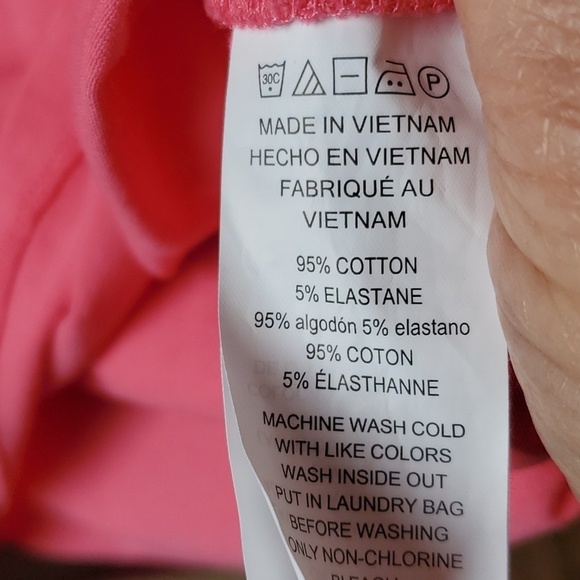 30C P
MADE IN VIETNAM
HECHO EN VIETNAM
FABRIQUÉ AU
VIETNAM
95% COTTON
5% ELASTANE
95% algodón 5% elastano
95% COTON
5% ÉLASTHANNE
MACHINE WASH COLD
WITH LIKE COLORS
WASH INSIDE OUT
PUT IN LAUNDRY BAG
BEFORE WASHING
ONLY NON-CHLORINE
BLEACH